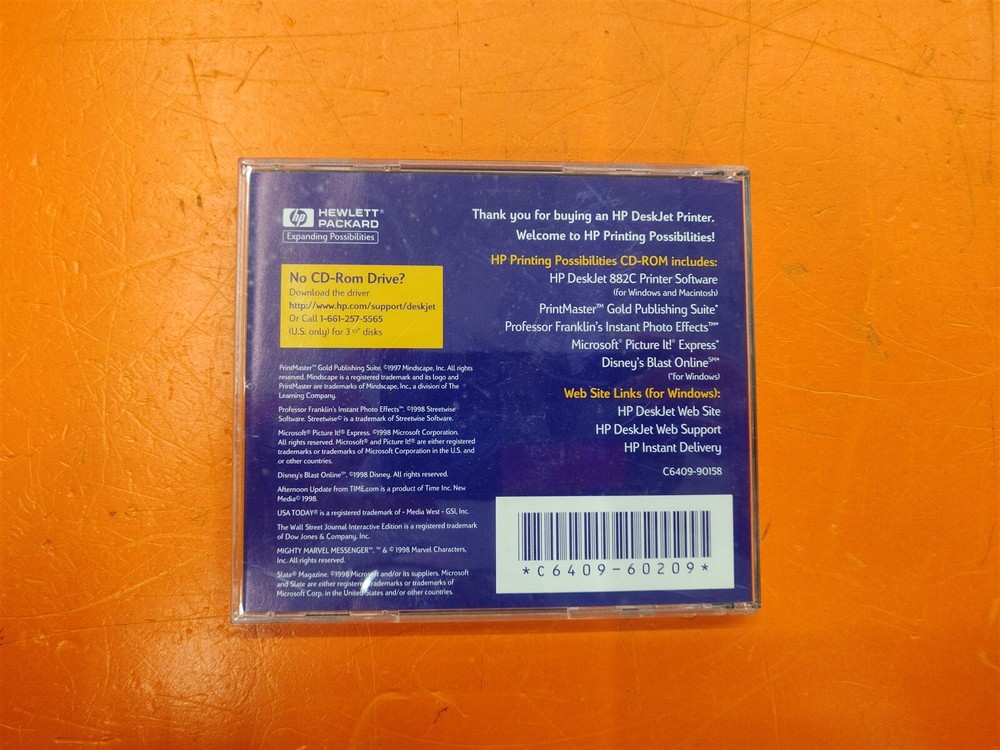 hp HEWLETT®
PACKARD
Expanding Possibilities
No CD-Rom Drive?
Download the driver
http://www.hp.com/support/deskjet
Or Call 1-661-257-5565
(U.S. only) for 3 disks
PrintMaster™ Gold Publishing Suite. ©1997 Mindscape, Inc. All rights
reserved. Mindscape is a registered trademark and its logo and
PrintMaster are trademarks of Mindscape, Inc., a division of The
Learning Company.
Professor Franklin's Instant Photo Effects™. ©1998 Streetwise
Software. Streetwise© is a trademark of Streetwise Software.
Microsoft® Picture It!® Express. ©1998 Microsoft Corporation.
All rights reserved. Microsoft® and Picture It!® are either registered
trademarks or trademarks of Microsoft Corporation in the U.S. and
or other countries.
Disney's Blast Online℠. ©1998 Disney. All rights reserved.
Afternoon Update from TIME.com is a product of Time Inc. New
Media© 1998.
USA TODAY® is a registered trademark of - Media West - GSI, Inc.
The Wall Street Journal Interactive Edition is a registered trademark
of Dow Jones & Company, Inc.
MIGHTY MARVEL MESSENGER™, ™ & © 1998 Marvel Characters,
Inc. All rights reserved.
Slate® Magazine. ©1998 Microsoft and/or its suppliers. Microsoft
and Slate are either registered trademarks or trademarks of
Microsoft Corp. in the United States and/or other countries.
Thank you for buying an HP DeskJet Printer.
Welcome to HP Printing Possibilities!
HP Printing Possibilities CD-ROM includes:
HP DeskJet 882C Printer Software
(for Windows and Macintosh)
PrintMaster™ Gold Publishing Suite*
Professor Franklin's Instant Photo Effects™*
Microsoft® Picture It!® Express*
Disney's Blast Online℠*
(*for Windows)
Web Site Links (for Windows):
HP DeskJet Web Site
HP DeskJet Web Support
HP Instant Delivery
C6409-90158
*C6409-60209*